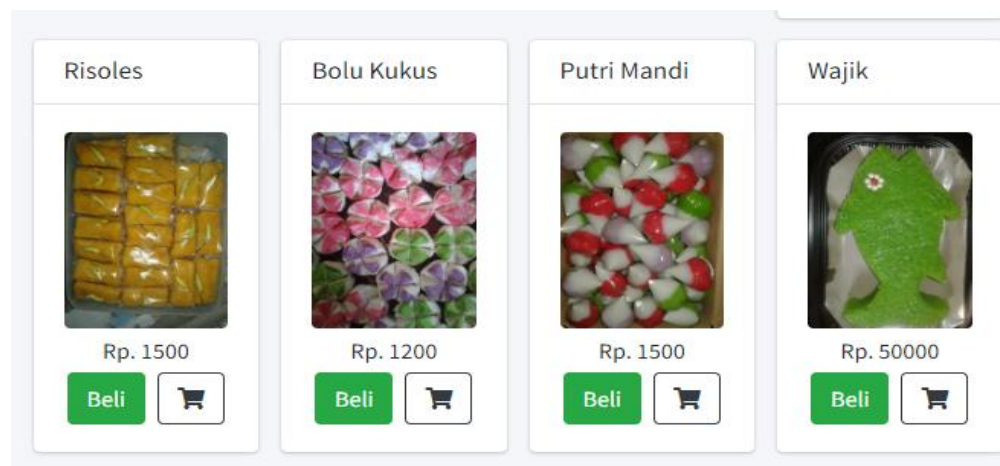 Risoles
Rp. 1500
Beli
Bolu Kukus
Rp. 1200
Beli
Putri Mandi
Rp. 1500
Beli
Wajik
Rp. 50000
Beli